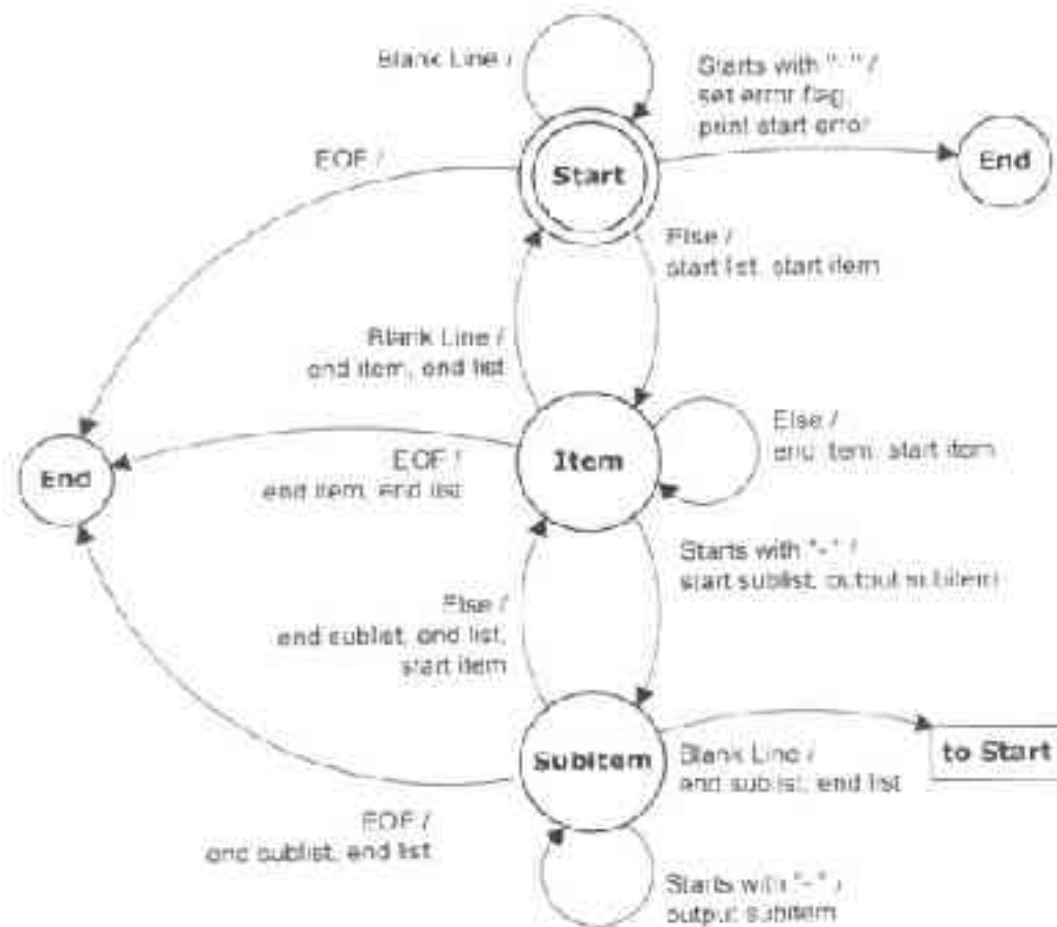 Blank Line /
Starts with "-" /
set error flag,
print start error
EOF /
Start
End
Else /
start list, start item
Blank Line /
end item, end list
Else /
end item, start item
Item
End
EOF /
end item, end list
Starts with "-" /
start sublist, output subitem
Else /
end sublist, end list,
start item
SubItem
to Start
Blank Line /
end sublist, end list
EOF /
end sublist, end list
Starts with "-" /
output subitem